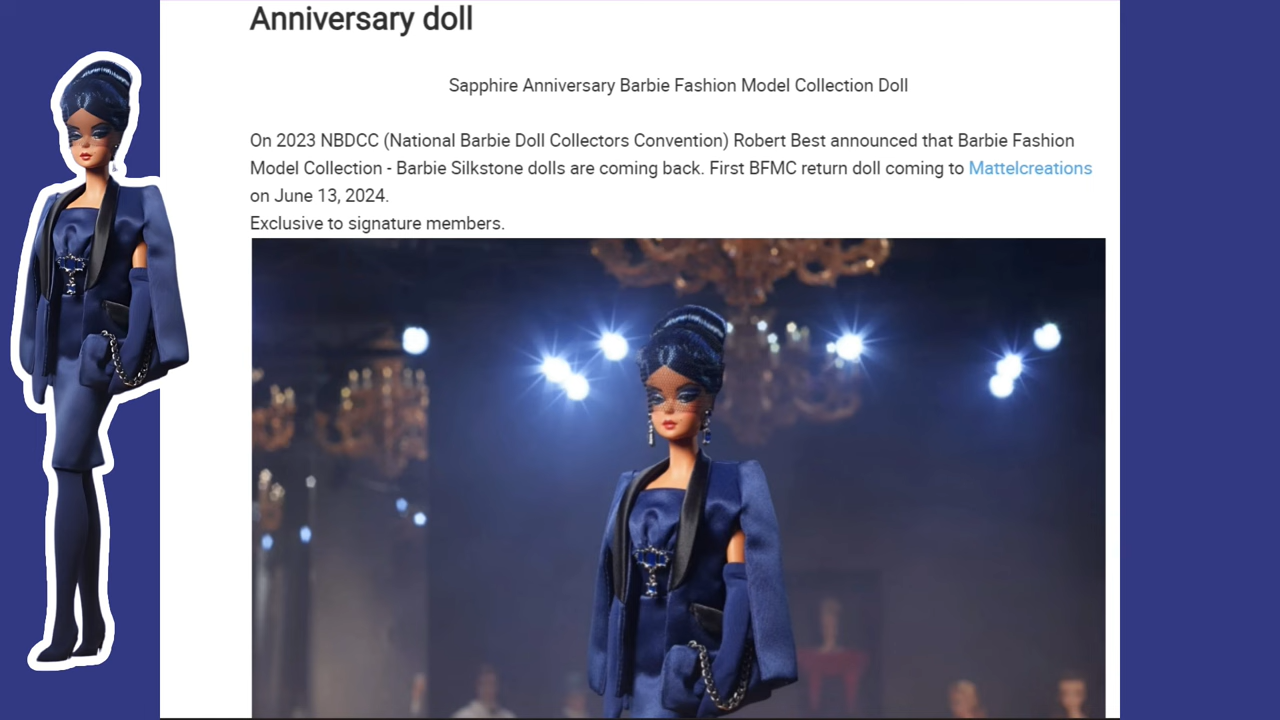 Anniversary doll
Sapphire Anniversary Barbie Fashion Model Collection Doll
On 2023 NBDCC (National Barbie Doll Collectors Convention) Robert Best announced that Barbie Fashion
Model Collection - Barbie Silkstone dolls are coming back. First BFMC return doll coming to Mattelcreations
on June 13, 2024.
Exclusive to signature members.